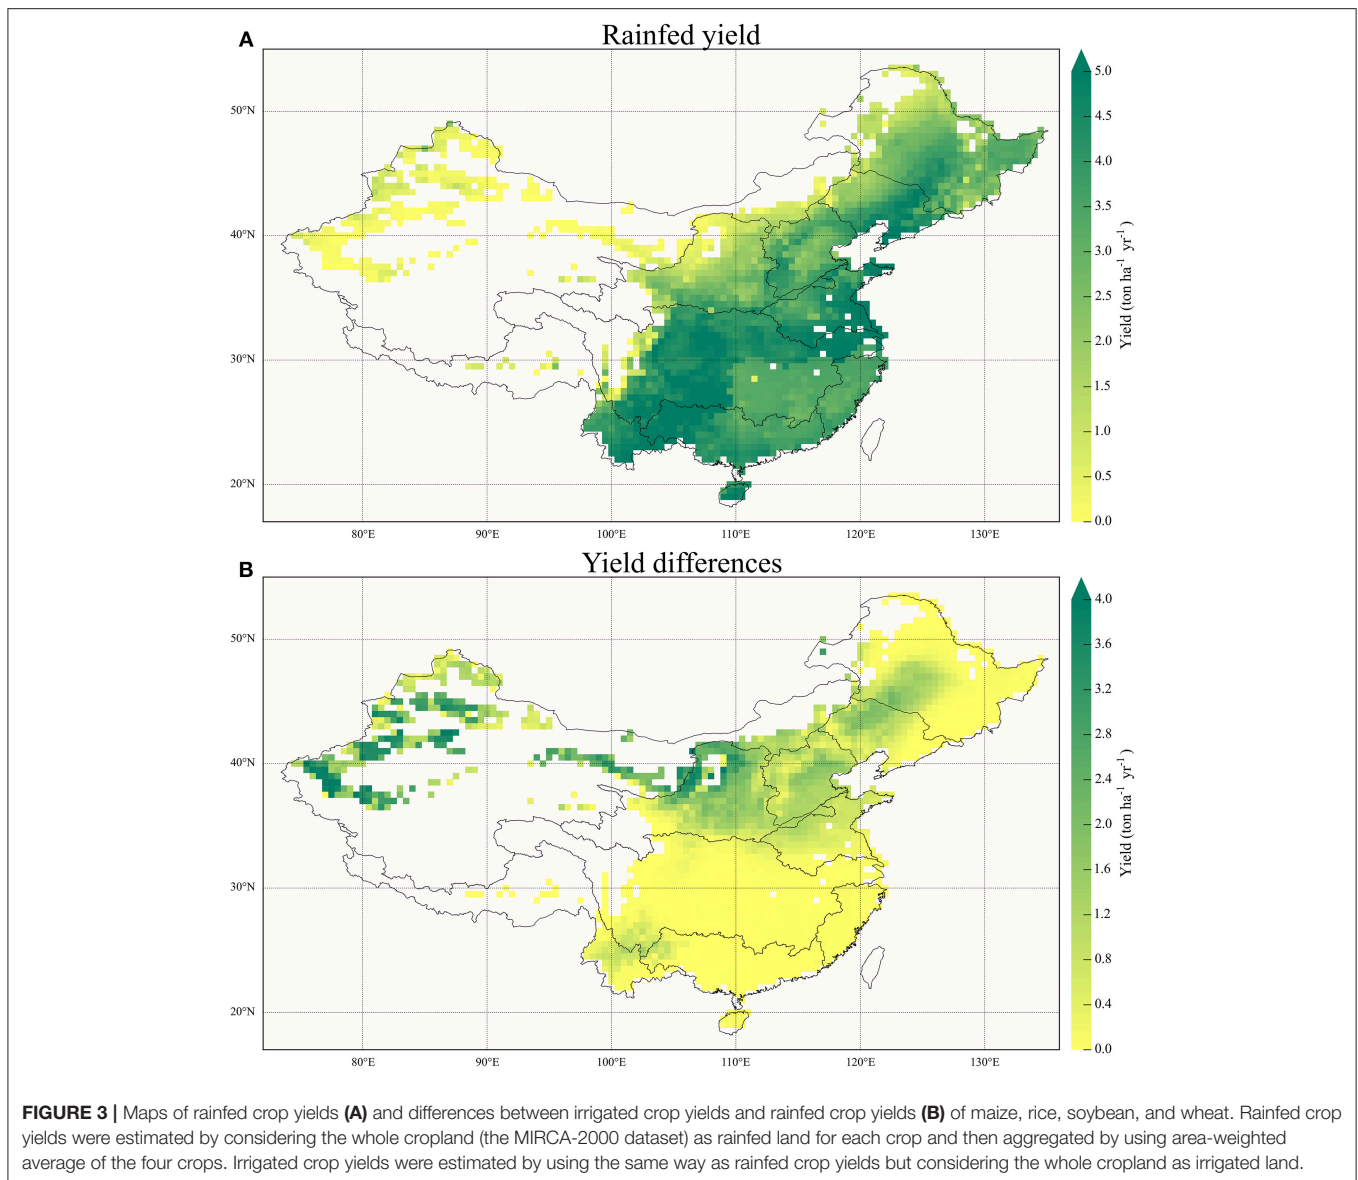 A
Rainfed yield
50°N
40°N
30°N
20°N
80°E 90°E 100°E 110°E 120°E 130°E
5.0
4.5
4.0
3.5
3.0
2.5
2.0
1.5
1.0
0.5
0.0
Yield (ton ha⁻¹ yr⁻¹)
B
Yield differences
50°N
40°N
30°N
20°N
80°E 90°E 100°E 110°E 120°E 130°E
4.0
3.6
3.2
2.8
2.4
2.0
1.6
1.2
0.8
0.4
0.0
Yield (ton ha⁻¹ yr⁻¹)
FIGURE 3 | Maps of rainfed crop yields (A) and differences between irrigated crop yields and rainfed crop yields (B) of maize, rice, soybean, and wheat. Rainfed crop
yields were estimated by considering the whole cropland (the MIRCA-2000 dataset) as rainfed land for each crop and then aggregated by using area-weighted
average of the four crops. Irrigated crop yields were estimated by using the same way as rainfed crop yields but considering the whole cropland as irrigated land.